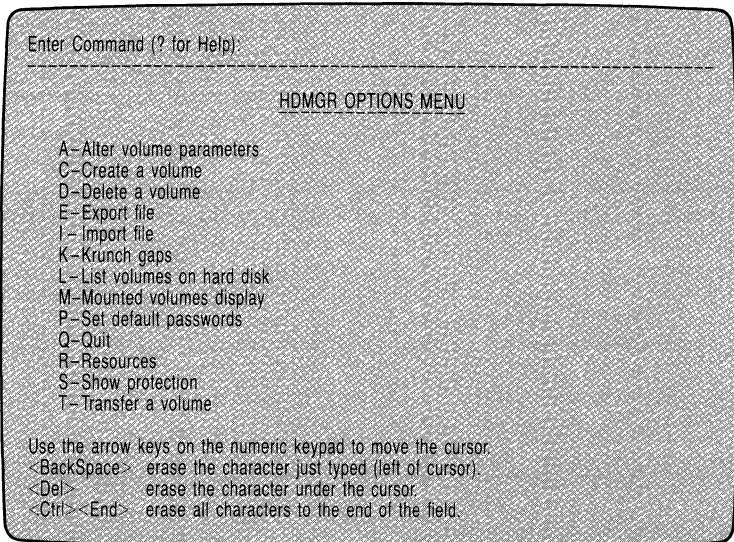 Enter Command (? for Help):
HDMGR OPTIONS MENU
A–Alter volume parameters
C–Create a volume
D–Delete a volume
E–Export file
I–Import file
K–Krunch gaps
L–List volumes on hard disk
M–Mounted volumes display
P–Set default passwords
Q–Quit
R–Resources
S–Show protection
T–Transfer a volume
Use the arrow keys on the numeric keypad to move the cursor.
<BackSpace> erase the character just typed (left of cursor).
<Del> erase the character under the cursor.
<Ctrl><End> erase all characters to the end of the field.